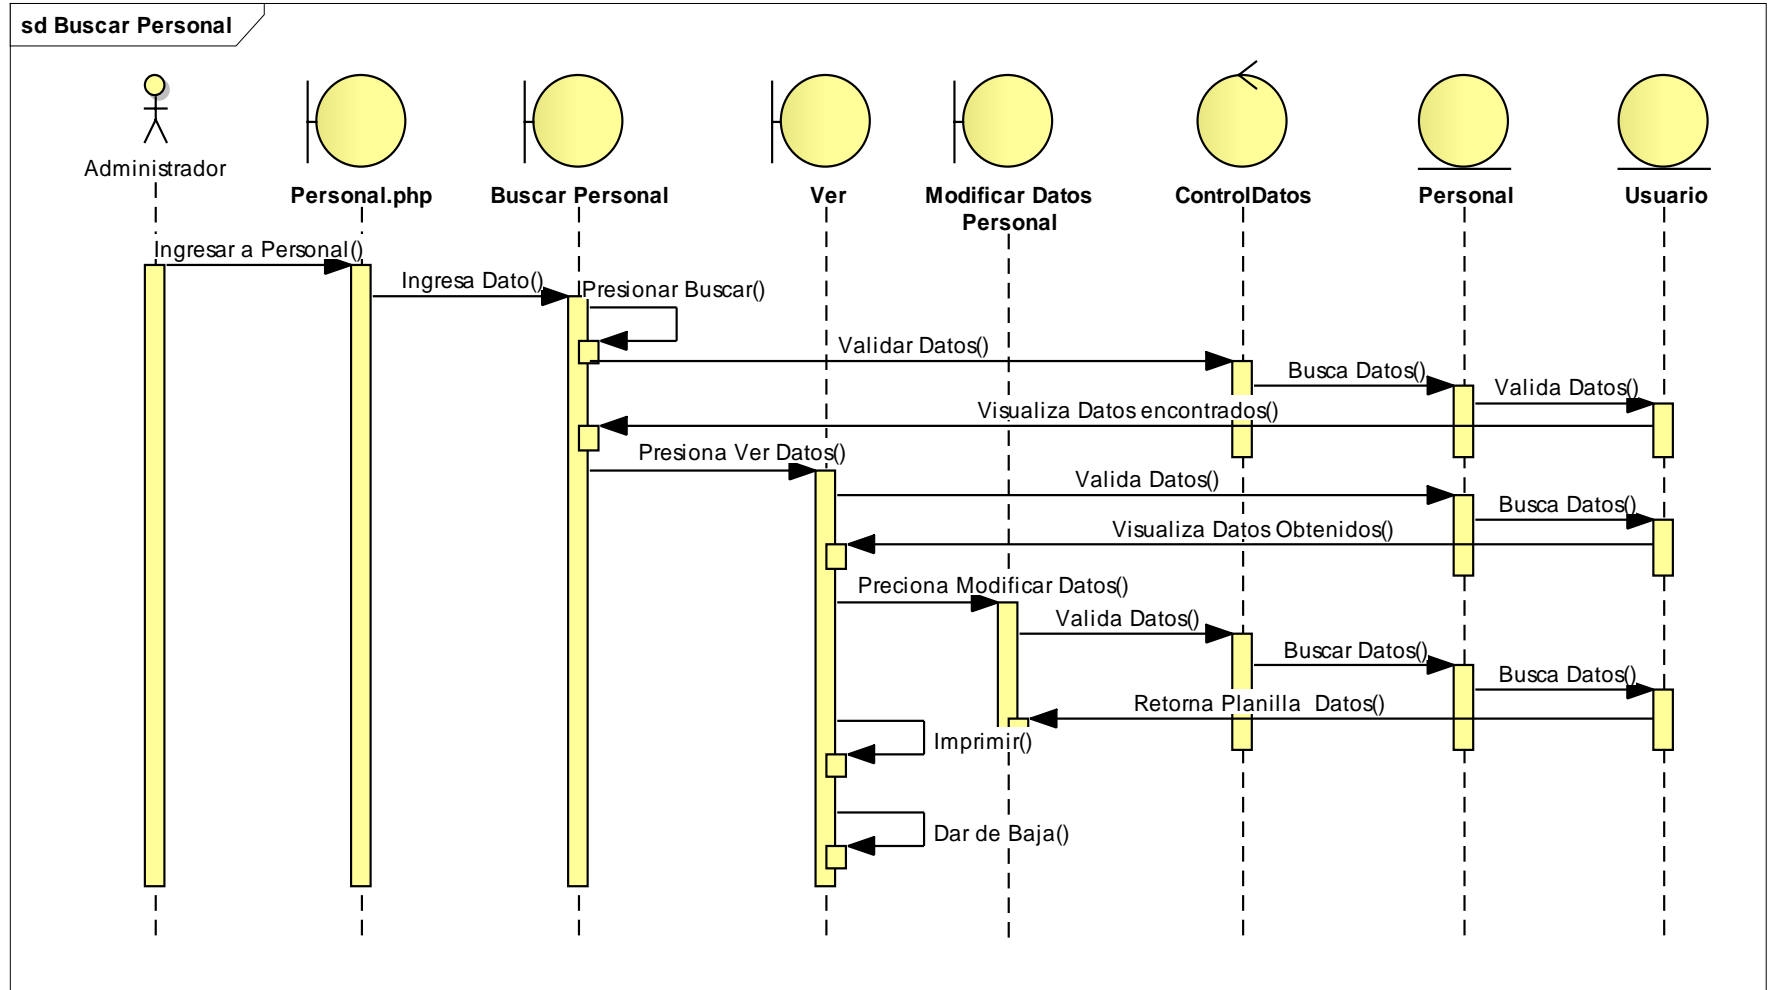 sd Buscar Personal
Administrador
Personal.php
Buscar Personal
Ver
Modificar Datos
Personal
ControlDatos
Personal
Usuario
Ingresar a Personal()
Ingresa Dato()
Presionar Buscar()
Validar Datos()
Busca Datos()
Valida Datos()
Visualiza Datos encontrados()
Presiona Ver Datos()
Valida Datos()
Busca Datos()
Visualiza Datos Obtenidos()
Preciona Modificar Datos()
Valida Datos()
Buscar Datos()
Busca Datos()
Retorna Planilla  Datos()
Imprimir()
Dar de Baja()